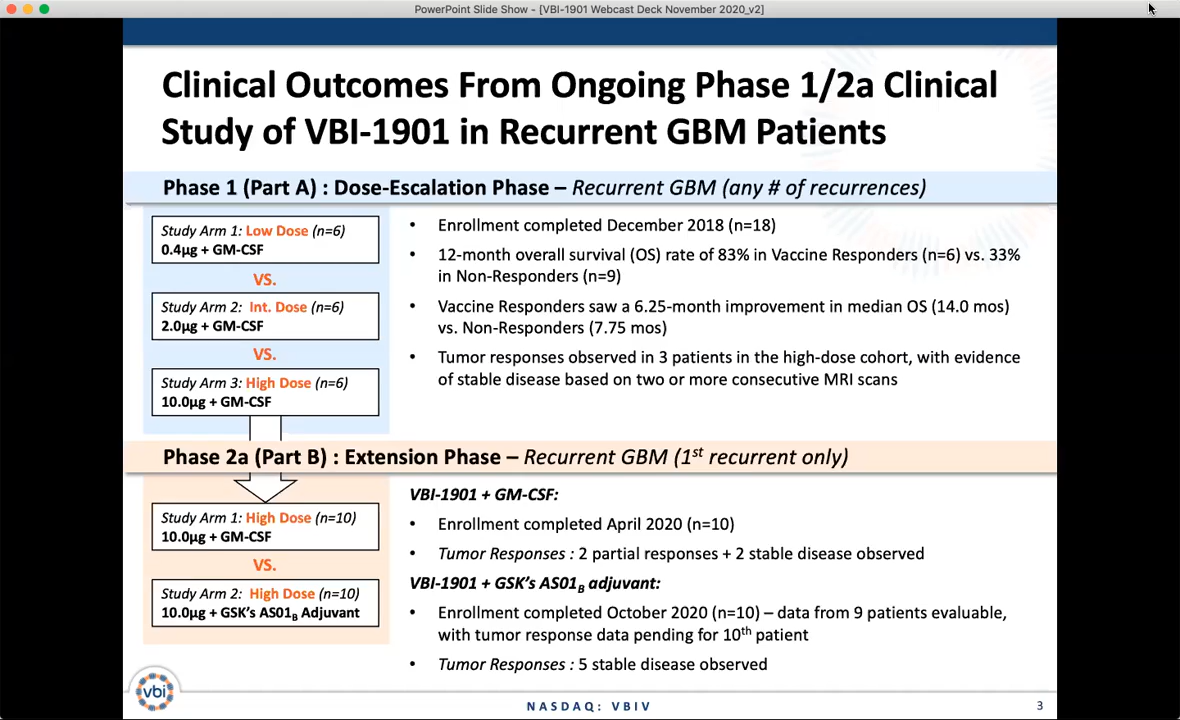 PowerPoint Slide Show - [VBI-1901 Webcast Deck November 2020_v2]
Clinical Outcomes From Ongoing Phase 1/2a Clinical
Study of VBI-1901 in Recurrent GBM Patients
Phase 1 (Part A) : Dose-Escalation Phase – Recurrent GBM (any # of recurrences)
Study Arm 1: Low Dose (n=6)
0.4µg + GM-CSF
VS.
Study Arm 2: Int. Dose (n=6)
2.0µg + GM-CSF
VS.
Study Arm 3: High Dose (n=6)
10.0µg + GM-CSF
• Enrollment completed December 2018 (n=18)
• 12-month overall survival (OS) rate of 83% in Vaccine Responders (n=6) vs. 33%
in Non-Responders (n=9)
• Vaccine Responders saw a 6.25-month improvement in median OS (14.0 mos)
vs. Non-Responders (7.75 mos)
• Tumor responses observed in 3 patients in the high-dose cohort, with evidence
of stable disease based on two or more consecutive MRI scans
Phase 2a (Part B) : Extension Phase – Recurrent GBM (1st recurrent only)
Study Arm 1: High Dose (n=10)
10.0µg + GM-CSF
VS.
Study Arm 2: High Dose (n=10)
10.0µg + GSK's AS01B Adjuvant
VBI-1901 + GM-CSF:
• Enrollment completed April 2020 (n=10)
• Tumor Responses : 2 partial responses + 2 stable disease observed
VBI-1901 + GSK's AS01B adjuvant:
• Enrollment completed October 2020 (n=10) – data from 9 patients evaluable,
with tumor response data pending for 10th patient
• Tumor Responses : 5 stable disease observed
vbi
NASDAQ: VBIV
3